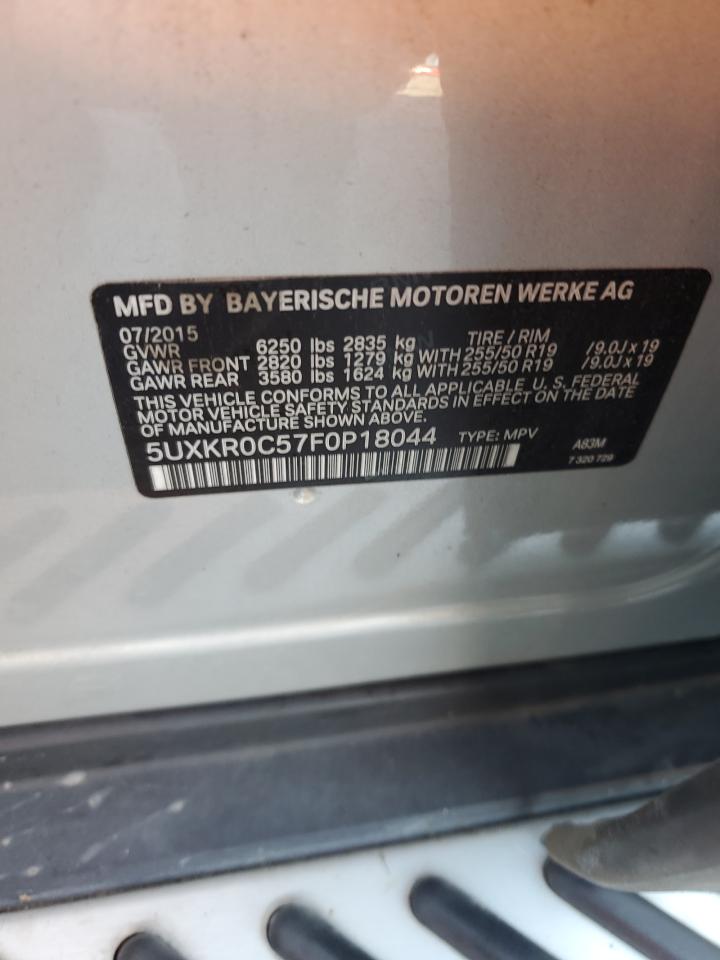 MFD BY BAYERISCHE MOTOREN WERKE AG
07/2015 TIRE / RIM
GVWR 6250 lbs 2835 kg
GAWR FRONT 2820 lbs 1279 kg WITH 255/50 R19 /9.0J x 19
GAWR REAR 3580 lbs 1624 kg WITH 255/50 R19 /9.0J x 19
THIS VEHICLE CONFORMS TO ALL APPLICABLE U. S. FEDERAL
MOTOR VEHICLE SAFETY STANDARDS IN EFFECT ON THE DATE
OF MANUFACTURE SHOWN ABOVE.
5UXKR0C57F0P18044 TYPE: MPV A83M
7 320 729